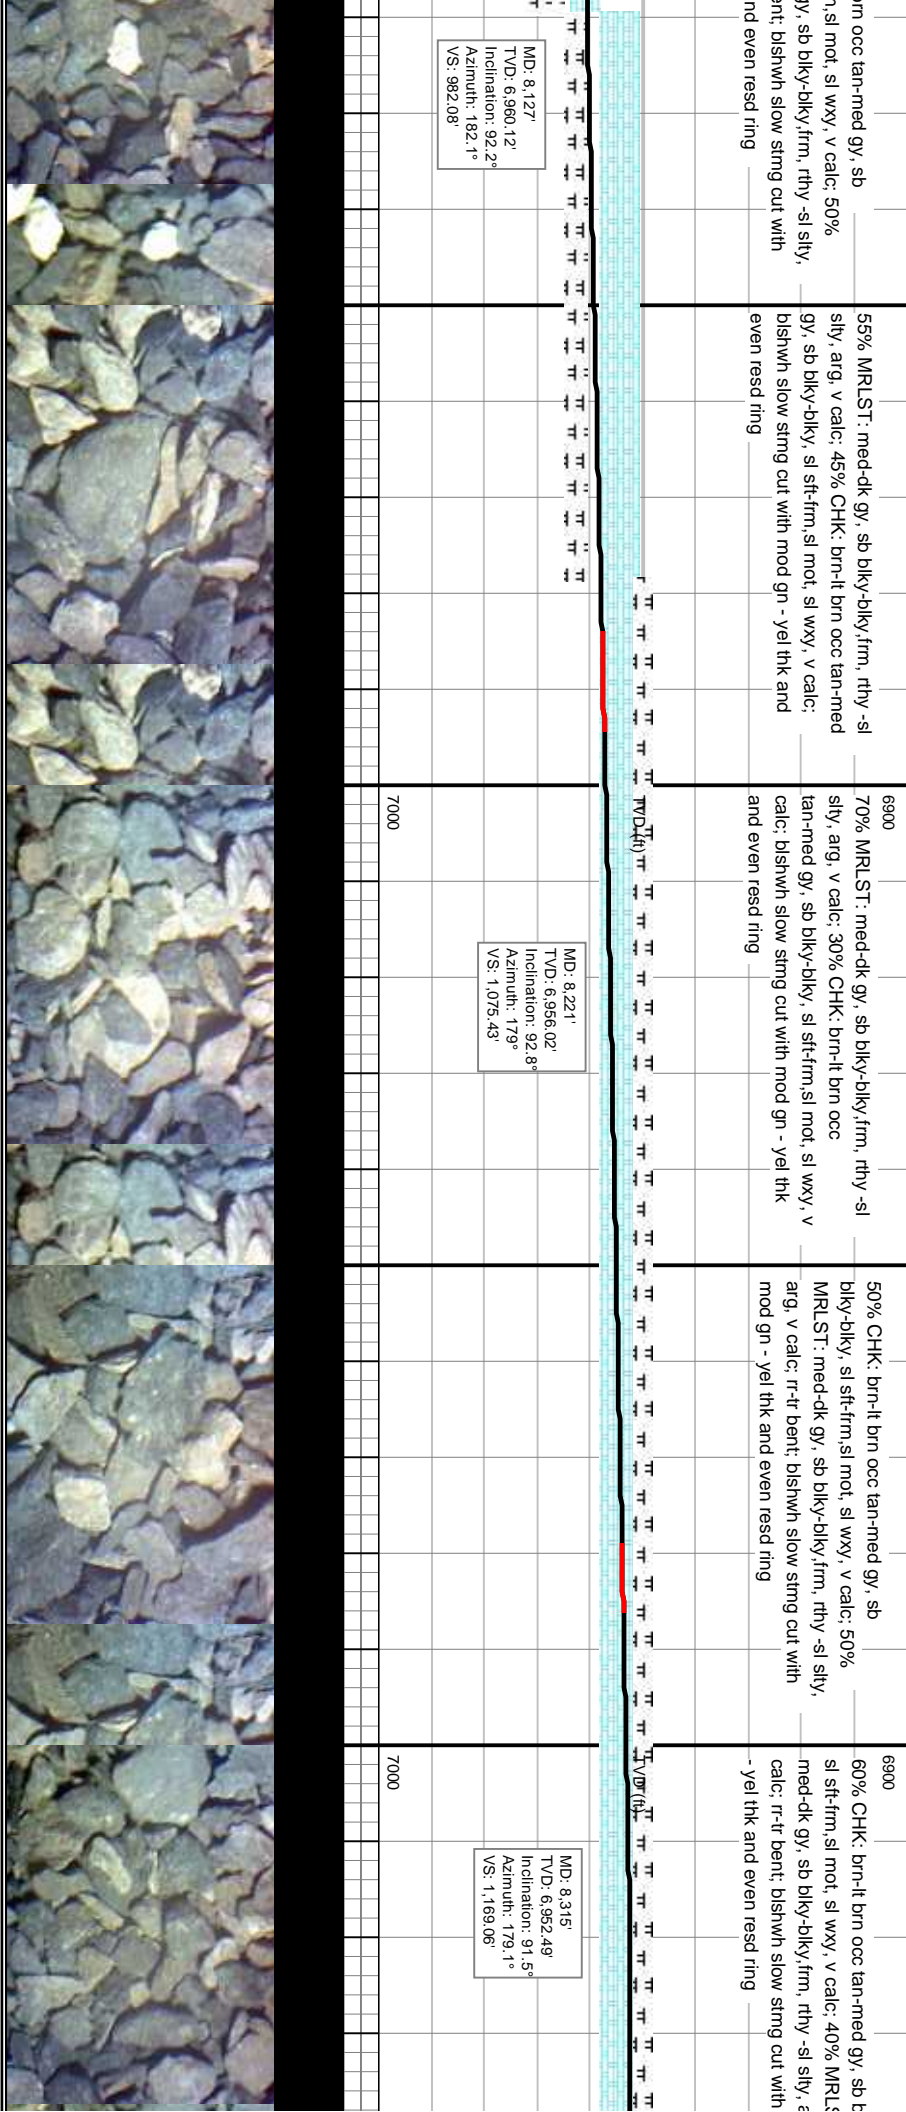 rn occ tan-med gy, sb
n,sl mot, sl wxy, v calc; 50%
gy, sb blky-blky,frm, rthy -sl slty,
ent; blshwh slow stmg cut with
nd even resd ring
MD: 8,127'
TVD: 6,960.12'
Inclination: 92.2°
Azimuth: 182.1°
VS: 982.08'
55% MRLST: med-dk gy, sb blky-blky,frm, rthy -sl
slty, arg, v calc; 45% CHK: brn-lt brn occ tan-med
gy, sb blky-blky, sl sft-frm,sl mot, sl wxy, v calc;
blshwh slow stmg cut with mod gn - yel thk and
even resd ring
6900
TVD (ft)
7000
70% MRLST: med-dk gy, sb blky-blky,frm, rthy -sl
slty, arg, v calc; 30% CHK: brn-lt brn occ
tan-med gy, sb blky-blky, sl sft-frm,sl mot, sl wxy, v
calc; blshwh slow stmg cut with mod gn - yel thk
and even resd ring
MD: 8,221'
TVD: 6,956.02'
Inclination: 92.8°
Azimuth: 179°
VS: 1,075.43'
50% CHK: brn-lt brn occ tan-med gy, sb
blky-blky, sl sft-frm,sl mot, sl wxy, v calc; 50%
MRLST: med-dk gy, sb blky-blky,frm, rthy -sl slty,
arg, v calc; rr-tr bent; blshwh slow stmg cut with
mod gn - yel thk and even resd ring
6900
TVD (ft)
7000
60% CHK: brn-lt brn occ tan-med gy, sb b
sl sft-frm,sl mot, sl wxy, v calc; 40% MRLS
med-dk gy, sb blky-blky,frm, rthy -sl slty, a
calc; rr-tr bent; blshwh slow stmg cut with
- yel thk and even resd ring
MD: 8,315'
TVD: 6,952.49'
Inclination: 91.5°
Azimuth: 179.1°
VS: 1,169.06'